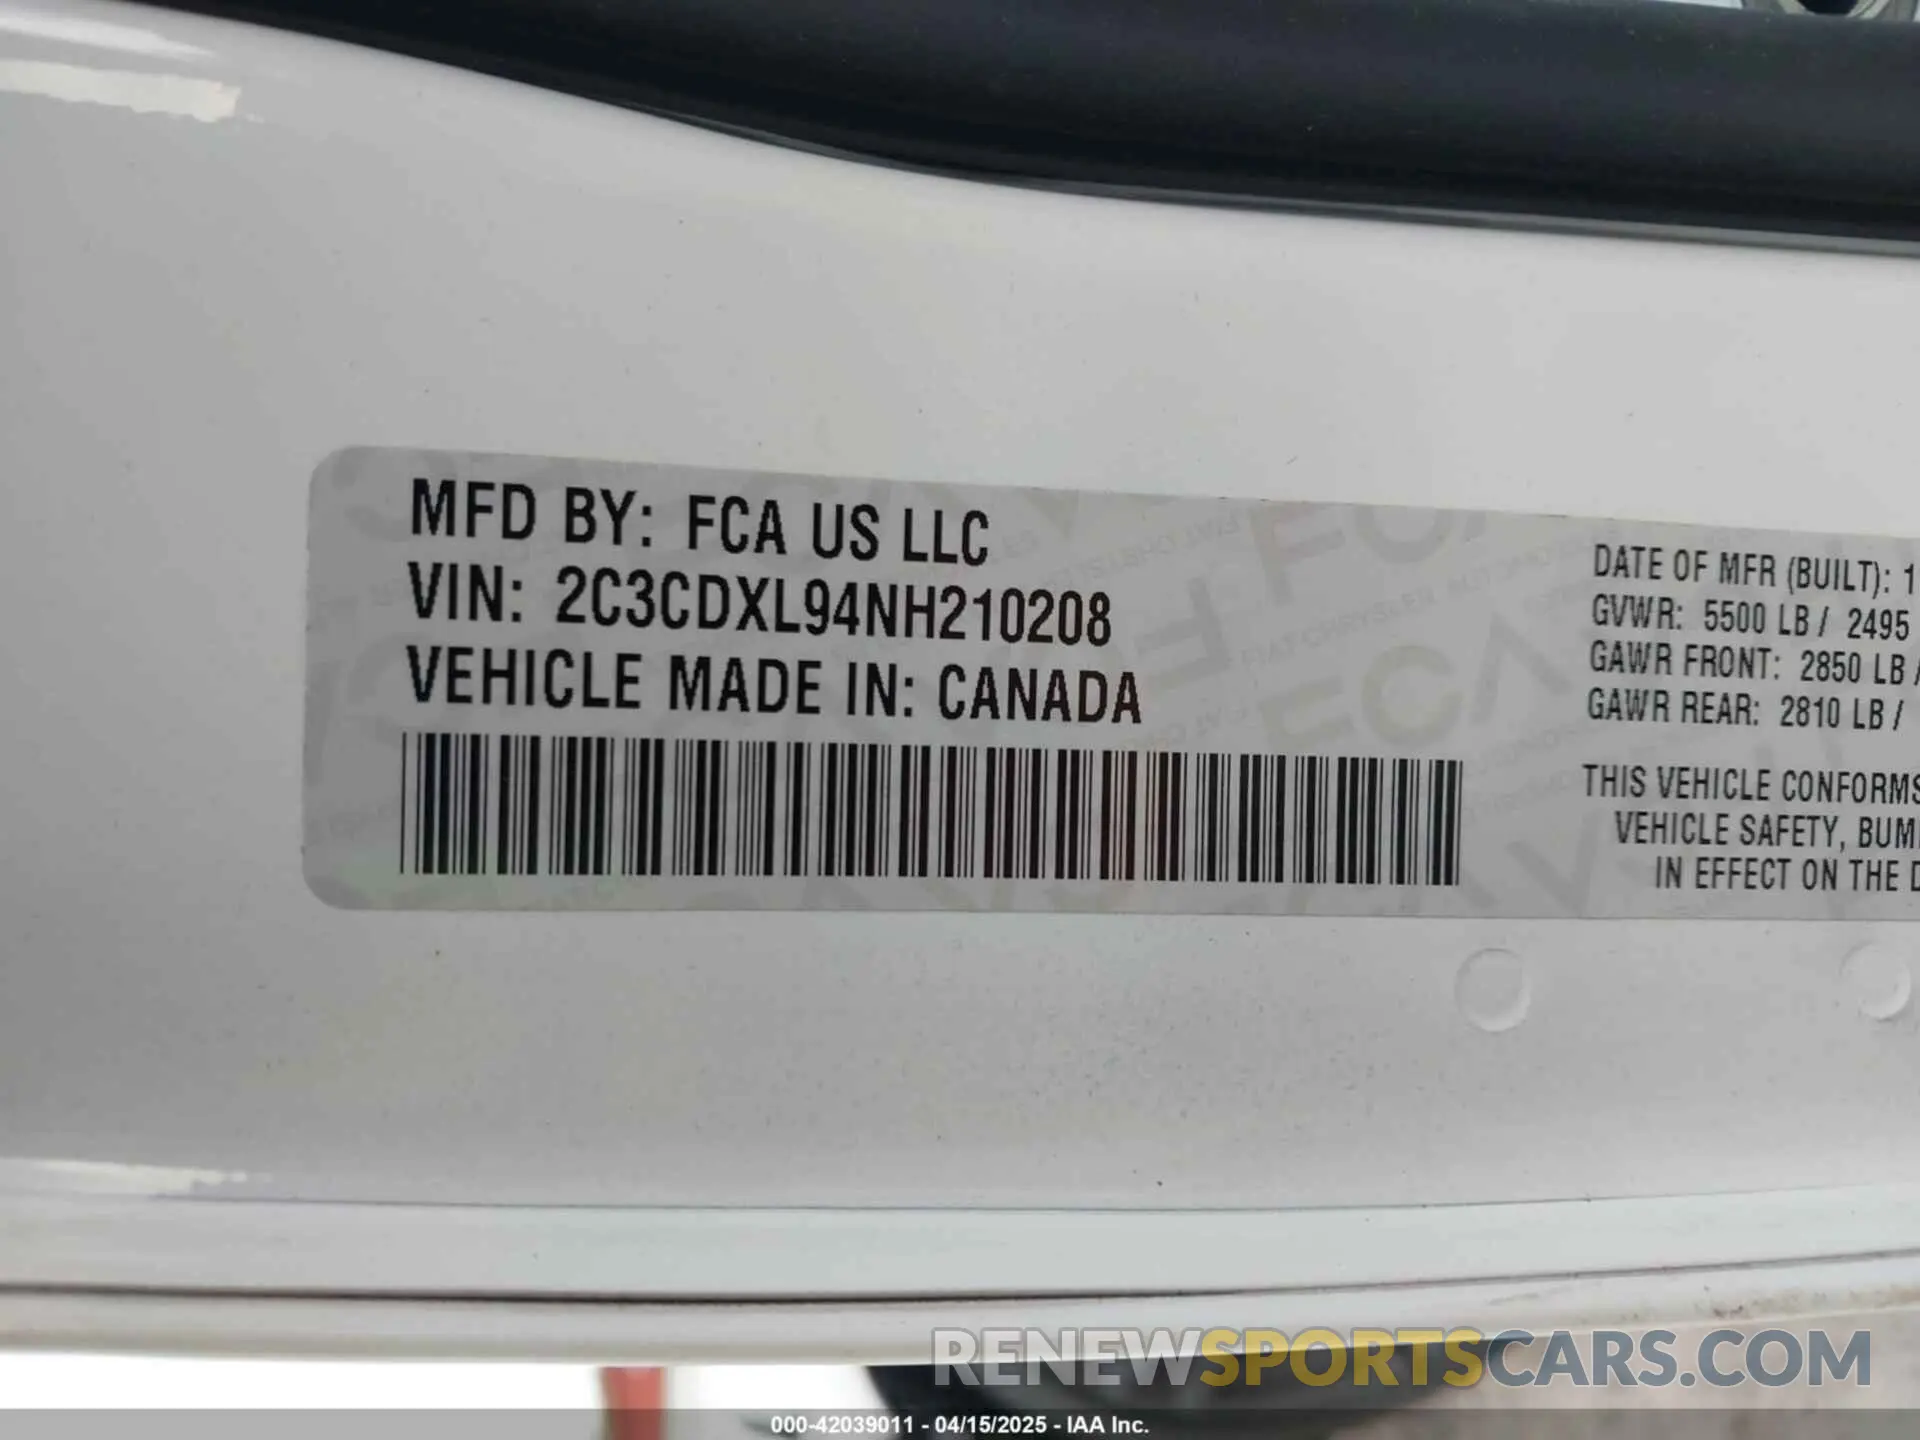 MFD BY: FCA US LLC
VIN: 2C3CDXL94NH210208
VEHICLE MADE IN: CANADA
DATE OF MFR (BUILT): 1
GVWR: 5500 LB / 2495
GAWR FRONT: 2850 LB /
GAWR REAR: 2810 LB /
THIS VEHICLE CONFORMS
VEHICLE SAFETY, BUM
IN EFFECT ON THE D
RENEWSPORTSCARS.COM
000-42039011 - 04/15/2025 - IAA Inc.